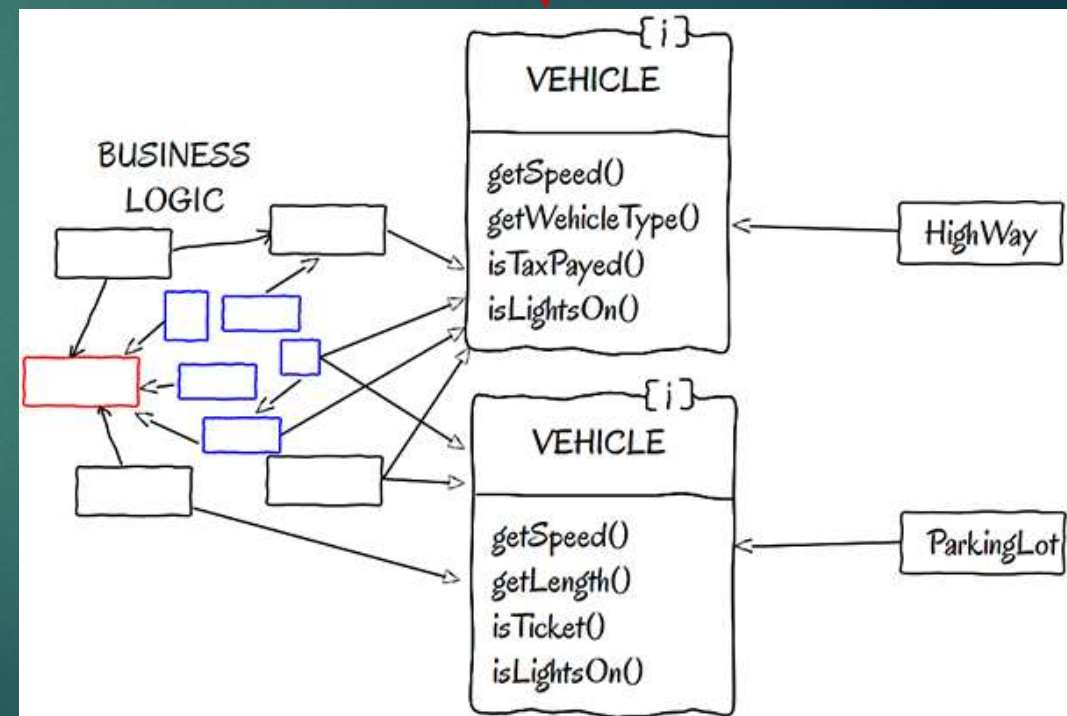 BUSINESS
LOGIC
[i]
VEHICLE
getSpeed()
getWehicleType()
isTaxPayed()
isLightsOn()
HighWay
[i]
VEHICLE
getSpeed()
getLength()
isTicket()
isLightsOn()
ParkingLot